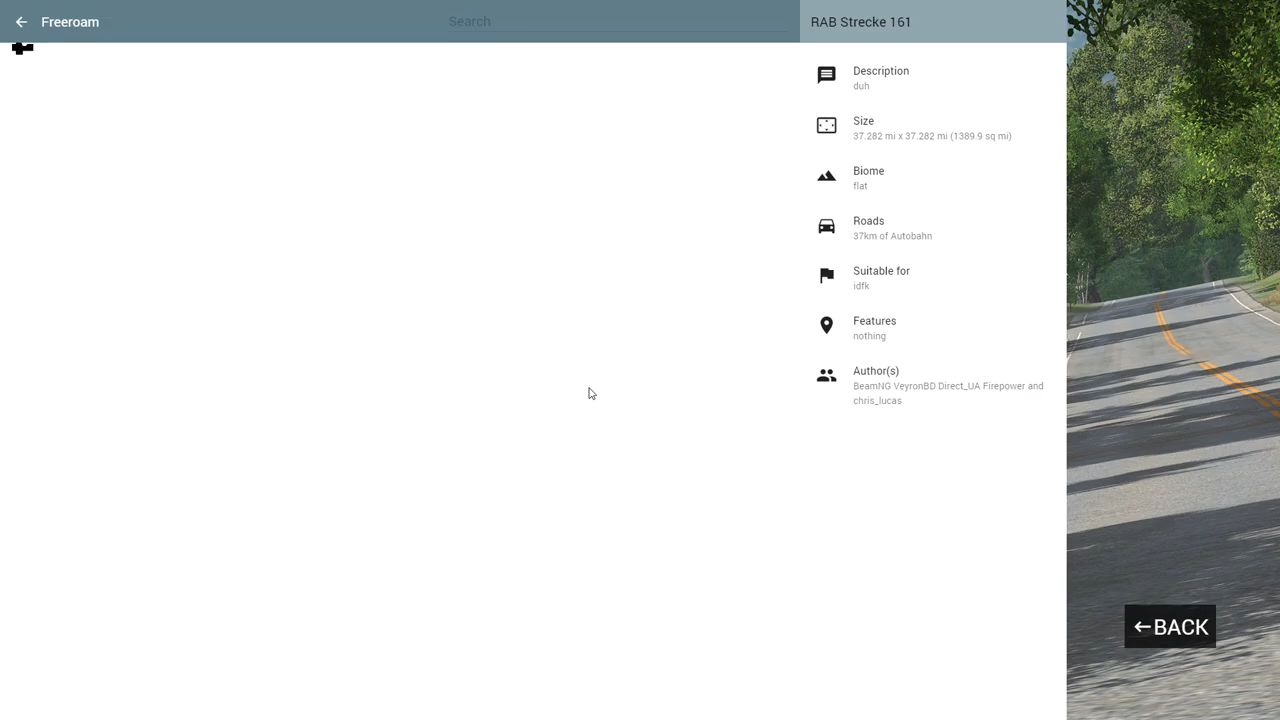 Freeroam
Search
RAB Strecke 161
Description
duh
Size
37.282 mi x 37.282 mi (1389.9 sq mi)
Biome
flat
Roads
37km of Autobahn
Suitable for
idfk
Features
nothing
Author(s)
BeamNG VeyronBD Direct_UA Firepower and
chris_lucas
←BACK